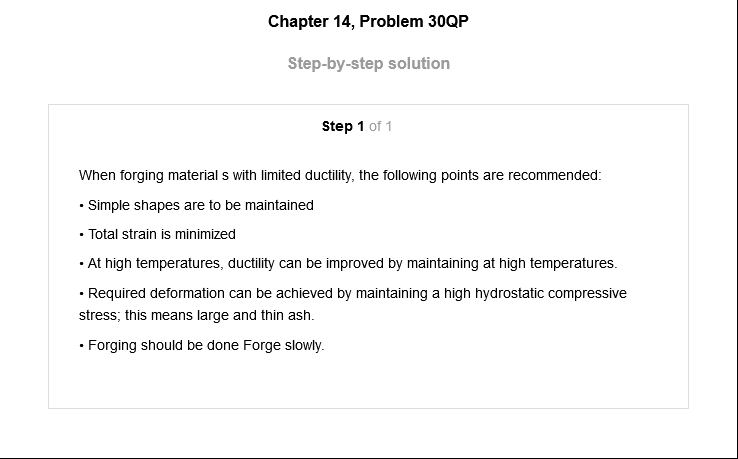 Chapter 14, Problem 30QP
Step-by-step solution
Step 1 of 1
When forging material s with limited ductility, the following points are recommended:
• Simple shapes are to be maintained
• Total strain is minimized
• At high temperatures, ductility can be improved by maintaining at high temperatures.
• Required deformation can be achieved by maintaining a high hydrostatic compressive
stress; this means large and thin ash.
• Forging should be done Forge slowly.